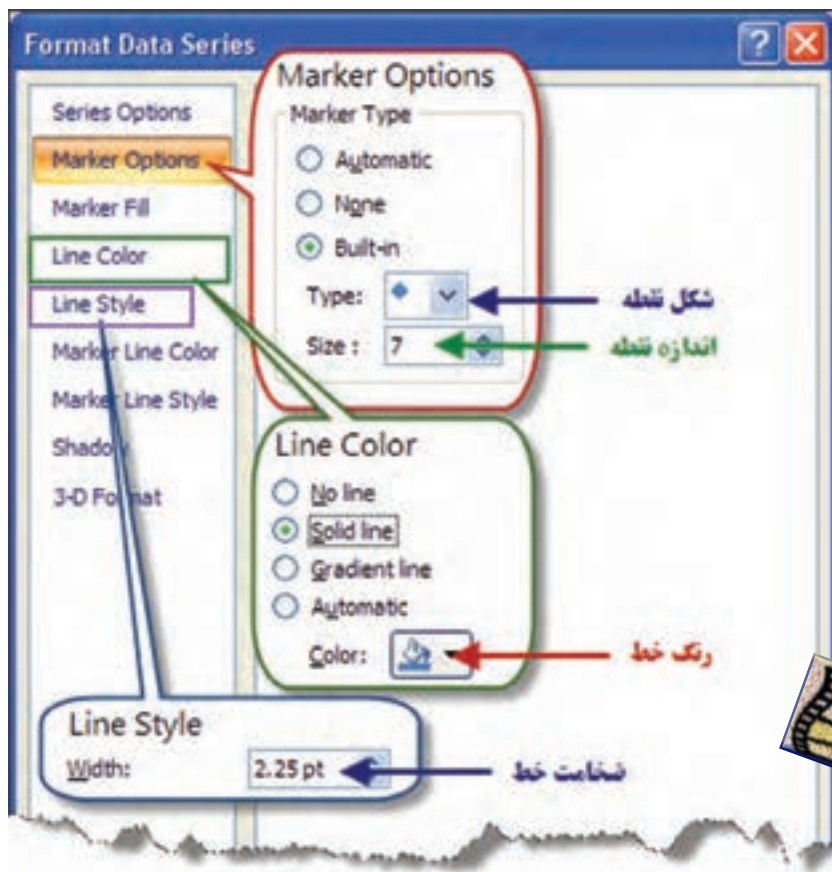 Format Data Series
Series Options
Marker Options
Marker Fill
Line Color
Line Style
Marker Line Color
Marker Line Style
Shadow
3-D Format
Marker Options
Marker Type
Automatic
None
Built-in
Type:
شکل نقطه
Size : 7
اندازه نقطه
Line Color
No line
Solid line
Gradient line
Automatic
Color:
رنگ خط
Line Style
Width: 2.25 pt
ضخامت خط